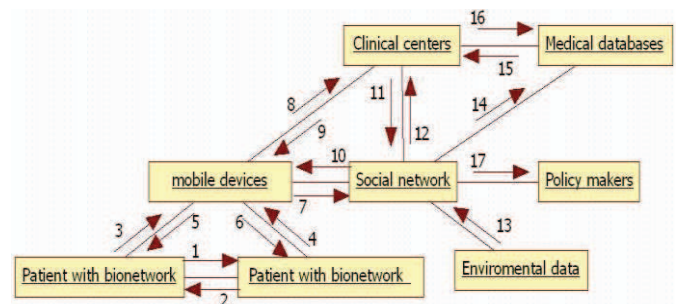 16
Clinical centers
Medical databases
15
8
11
14
9
12
10
17
mobile devices
Social network
Policy makers
7
3
5
6
4
13
1
Patient with bionetwork
Patient with bionetwork
Enviromental data
2